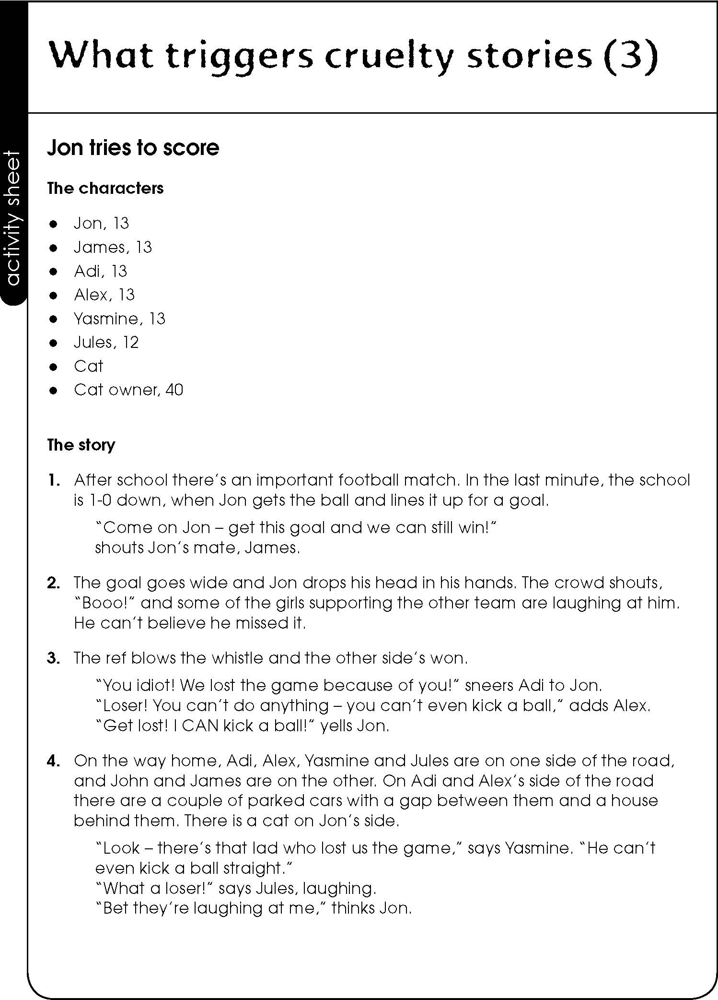 What triggers cruelty stories (3)
activity sheet
Jon tries to score
The characters
● Jon, 13
● James, 13
● Adi, 13
● Alex, 13
● Yasmine, 13
● Jules, 12
● Cat
● Cat owner, 40
The story
1. After school there’s an important football match. In the last minute, the school
is 1-0 down, when Jon gets the ball and lines it up for a goal.
“Come on Jon – get this goal and we can still win!”
shouts Jon’s mate, James.
2. The goal goes wide and Jon drops his head in his hands. The crowd shouts,
“Booo!” and some of the girls supporting the other team are laughing at him.
He can’t believe he missed it.
3. The ref blows the whistle and the other side’s won.
“You idiot! We lost the game because of you!” sneers Adi to Jon.
“Loser! You can’t do anything – you can’t even kick a ball,” adds Alex.
“Get lost! I CAN kick a ball!” yells Jon.
4. On the way home, Adi, Alex, Yasmine and Jules are on one side of the road,
and John and James are on the other. On Adi and Alex’s side of the road
there are a couple of parked cars with a gap between them and a house
behind them. There is a cat on Jon’s side.
“Look – there’s that lad who lost us the game,” says Yasmine. “He can’t
even kick a ball straight.”
“What a loser!” says Jules, laughing.
“Bet they’re laughing at me,” thinks Jon.